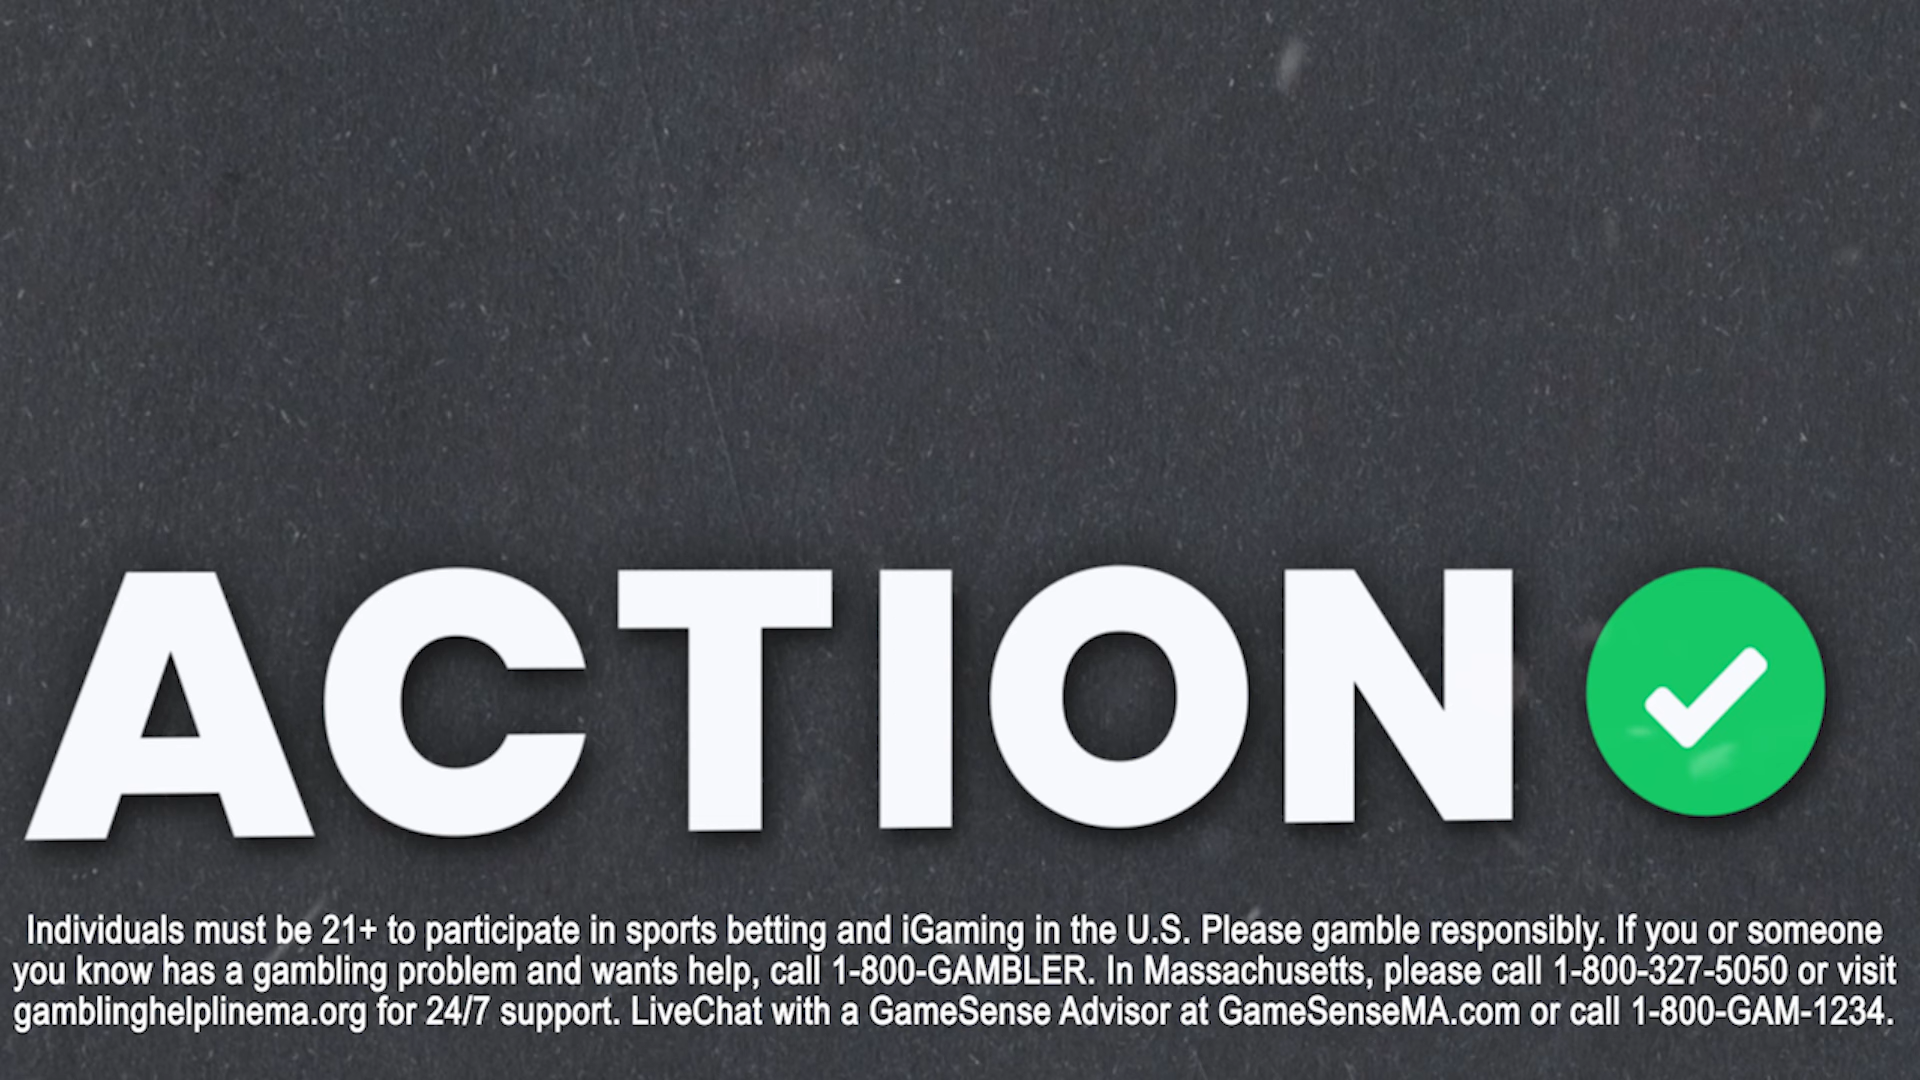 ACTION
Individuals must be 21+ to participate in sports betting and iGaming in the U.S. Please gamble responsibly. If you or someone
you know has a gambling problem and wants help, call 1-800-GAMBLER. In Massachusetts, please call 1-800-327-5050 or visit
gamblinghelplinema.org for 24/7 support. LiveChat with a GameSense Advisor at GameSenseMA.com or call 1-800-GAM-1234.